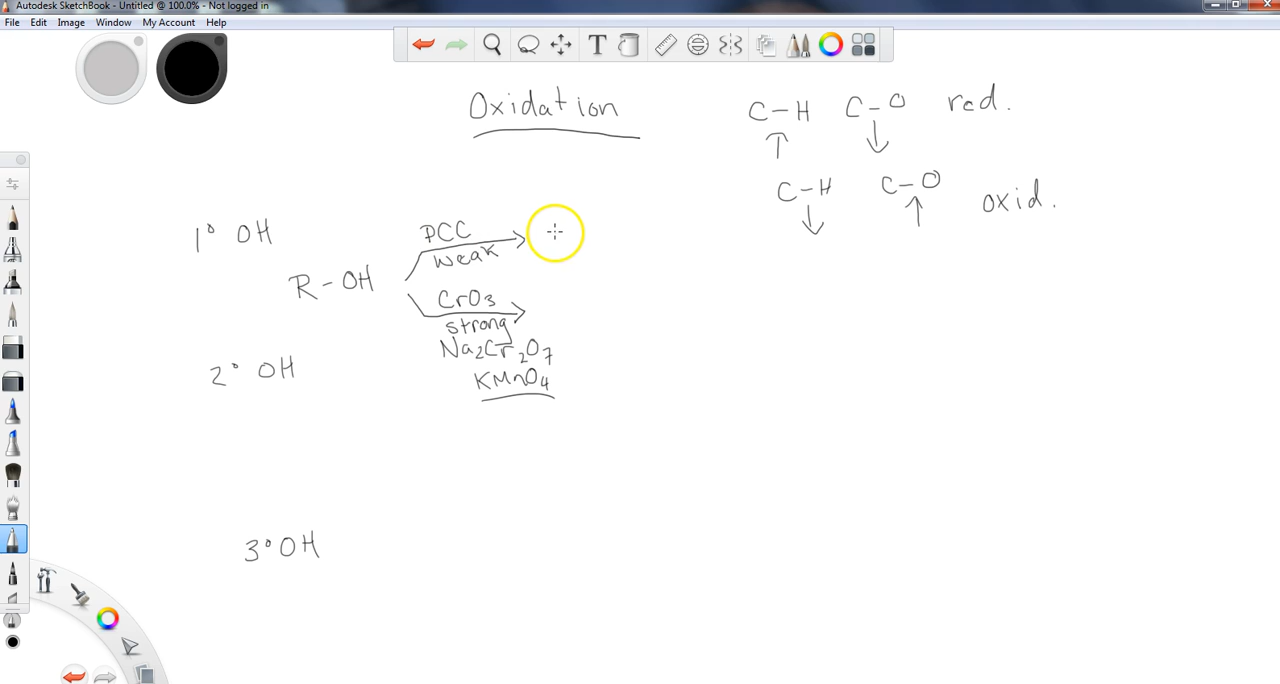 Autodesk SketchBook - Untitled @ 100.0% - Not logged in
File Edit Image Window My Account Help
T
Oxidation
C-H C-O red.
↑ ↓
C-H C-O oxid.
↓ ↑
1° OH
PCC
weak
R-OH
CrO3
strong
Na2Cr2O7
KMnO4
2° OH
3° OH